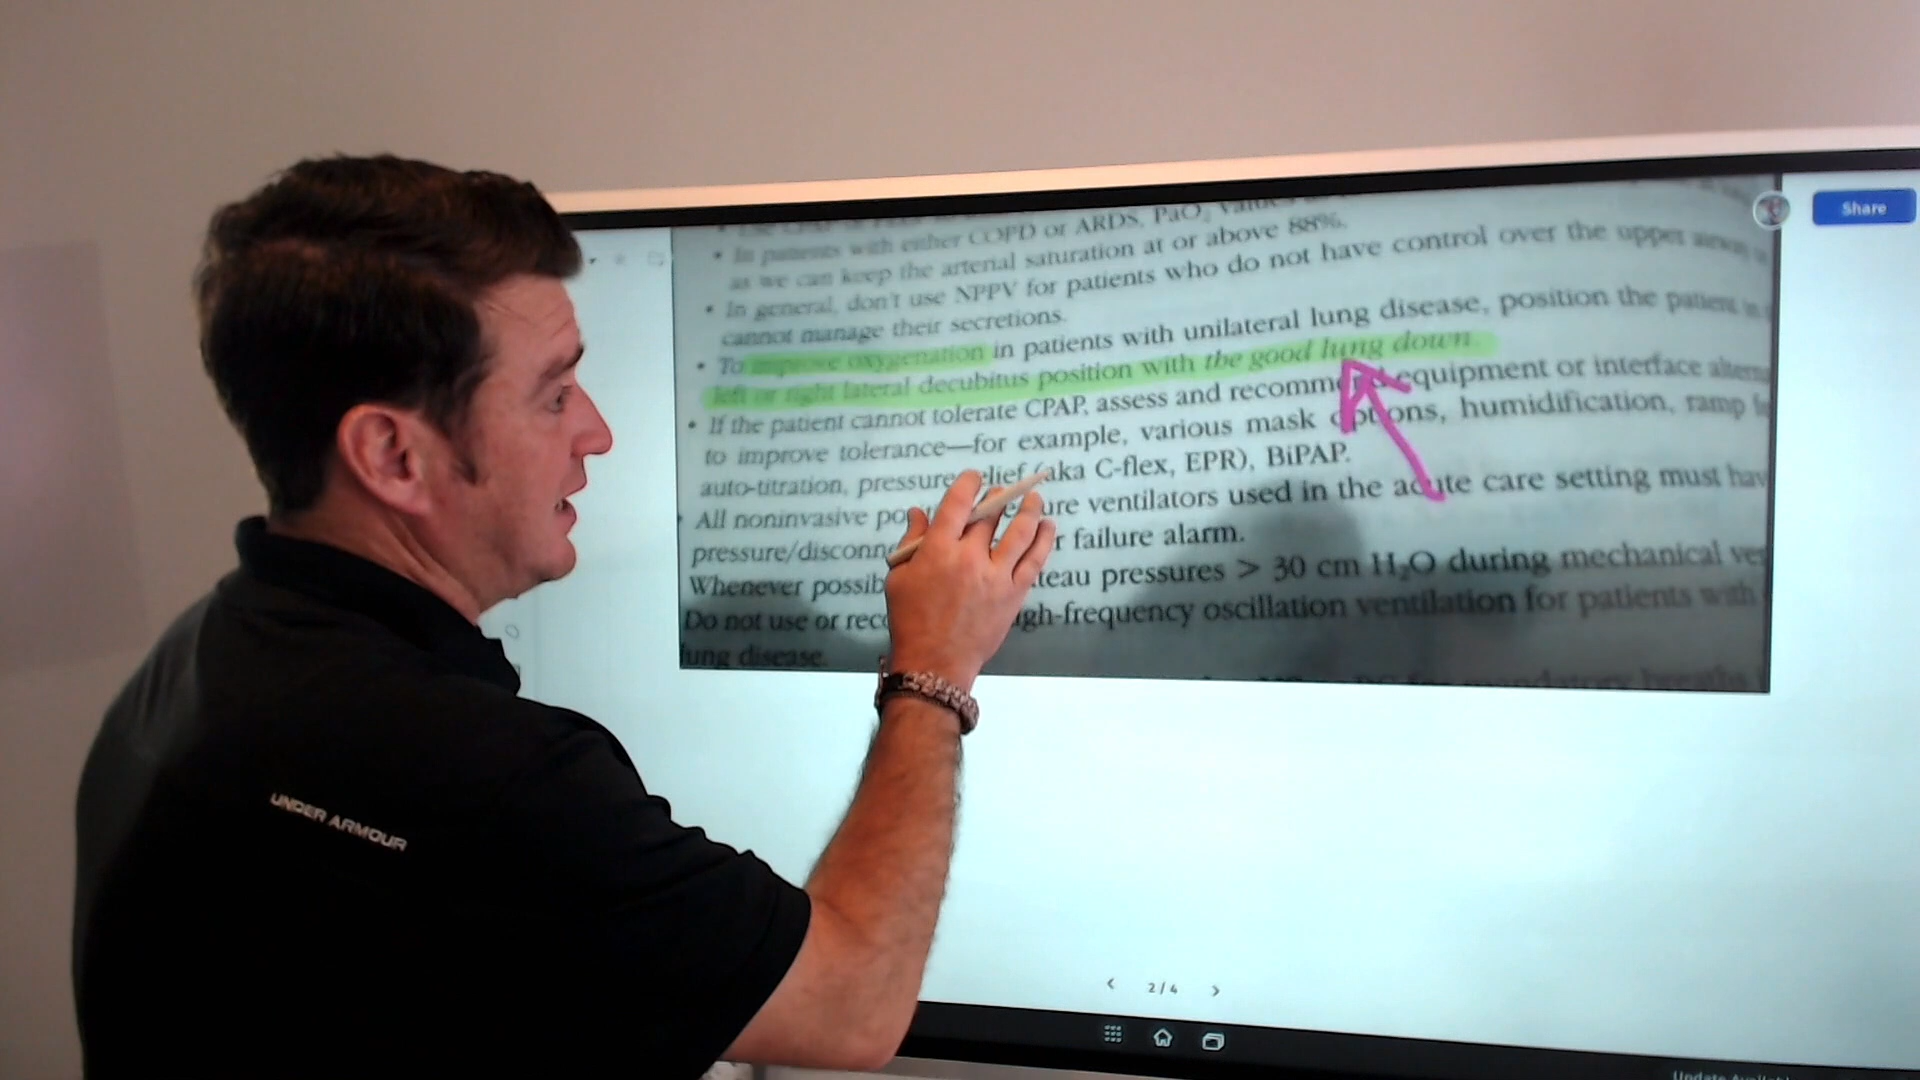 COPD or ARDS, PaO₂
• In patients with either COPD or ARDS, PaO₂ values
as we can keep the arterial saturation at or above 88%.
• In general, don't use NPPV for patients who do not have control over the upper
cannot manage their secretions.
• To improve oxygenation in patients with unilateral lung disease, position the patient in
left or right lateral decubitus position with the good lung down.
• If the patient cannot tolerate CPAP, assess and recommend equipment or interface
to improve tolerance—for example, various mask options, humidification, ramp
auto-titration, pressure relief (aka C-flex, EPR), BiPAP.
All noninvasive ventilators used in the acute care setting must
pressure/ failure alarm.
Whenever pressures > 30 cm H₂O during mechanical
Do not use or oscillation ventilation for patients with
lung disease.
Share
UNDER ARMOUR
2/4